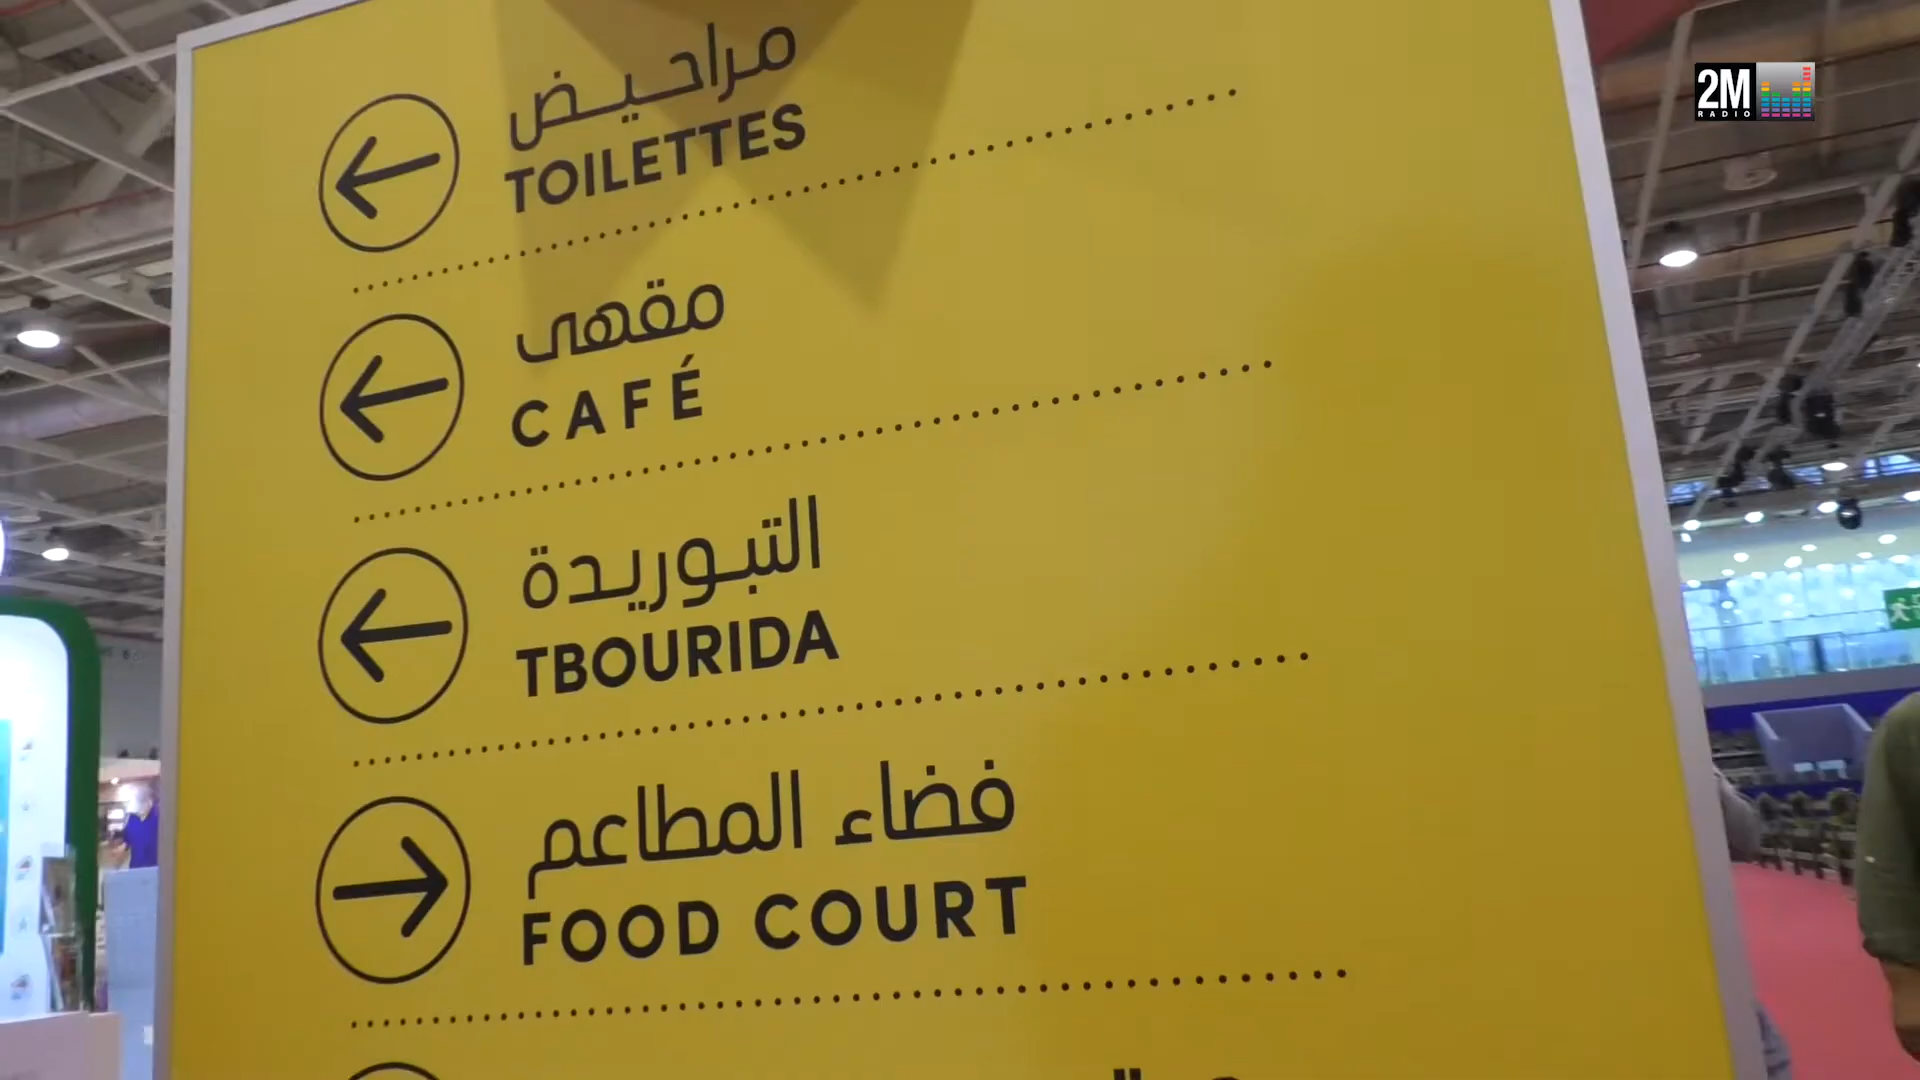 2M
RADIO
مراحيض
TOILETTES
مقهى
CAFÉ
التبوريدة
TBOURIDA
فضاء المطاعم
FOOD COURT